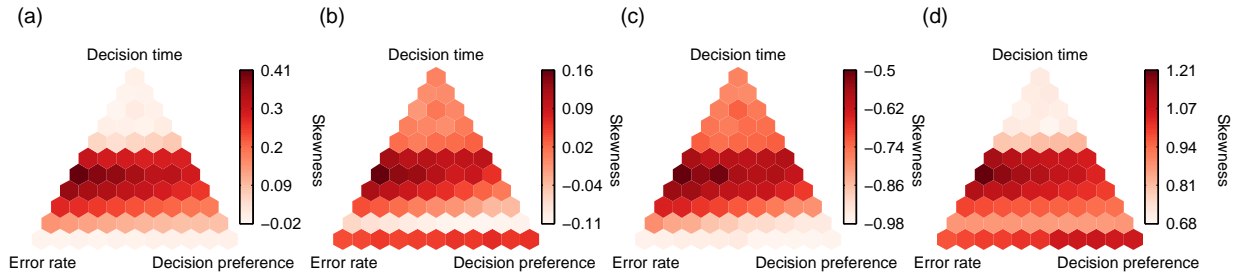 (a)
Decision time
0.41
0.3
0.2
0.09
−0.02
Skewness
Error rate
Decision preference
(b)
Decision time
0.16
0.09
0.02
−0.04
−0.11
Skewness
Error rate
Decision preference
(c)
Decision time
−0.5
−0.62
−0.74
−0.86
−0.98
Skewness
Error rate
Decision preference
(d)
Decision time
1.21
1.07
0.94
0.81
0.68
Skewness
Error rate
Decision preference